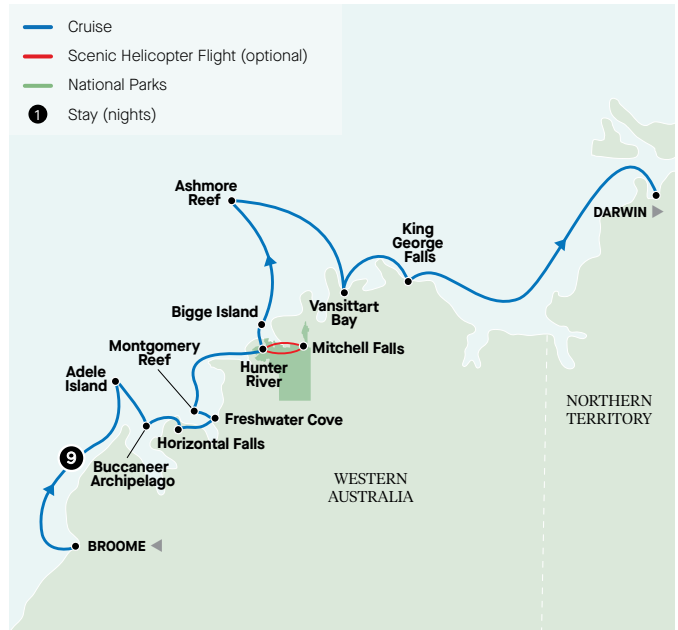 Cruise
Scenic Helicopter Flight (optional)
National Parks
1 Stay (nights)
Ashmore
Reef
DARWIN
King
George
Falls
Vansittart
Bay
Bigge Island
Montgomery
Reef
Mitchell Falls
Hunter
River
Adele
Island
Freshwater Cove
Horizontal Falls
NORTHERN
TERRITORY
9
Buccaneer
Archipelago
WESTERN
AUSTRALIA
BROOME